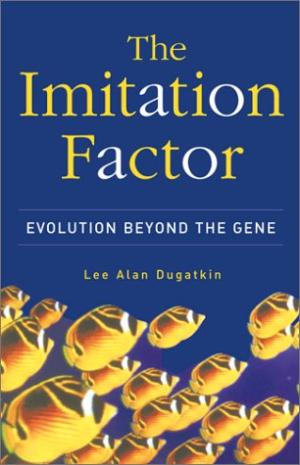 The
Imitation
Factor
EVOLUTION BEYOND THE GENE
Lee Alan Dugatkin